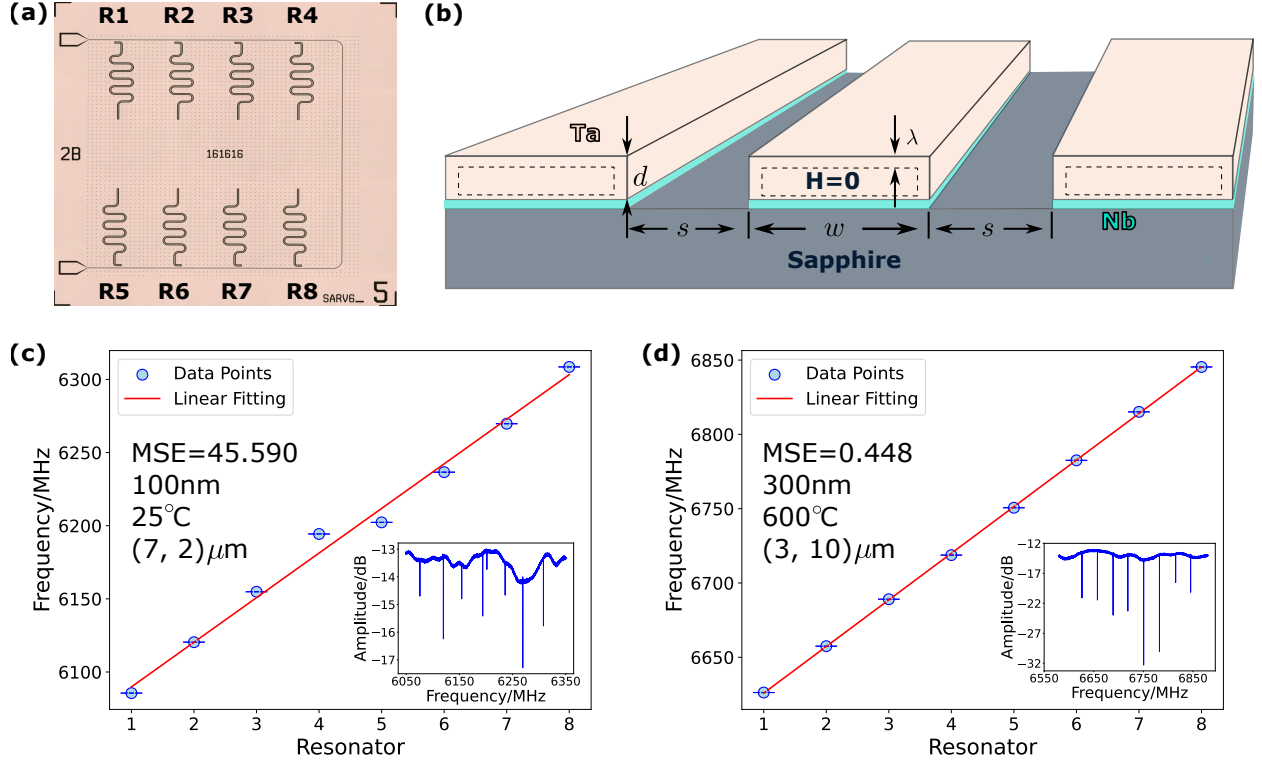 (a)
R1 R2 R3 R4
2B
161616
R5 R6 R7 R8
SARVG_ 5
(b)
Ta
λ
d
H=0
s w s
Nb
Sapphire
(c)
Data Points
Linear Fitting
MSE=45.590
100nm
25°C
(7, 2)μm
Frequency/MHz
6300
6250
6200
6150
6100
1 2 3 4 5 6 7 8
Resonator
Amplitude/dB
−13
−14
−15
−16
−17
6050 6150 6250 6350
Frequency/MHz
(d)
Data Points
Linear Fitting
MSE=0.448
300nm
600°C
(3, 10)μm
Frequency/MHz
6850
6800
6750
6700
6650
1 2 3 4 5 6 7 8
Resonator
Amplitude/dB
−12
−17
−22
−27
−32
6550 6650 6750 6850
Frequency/MHz